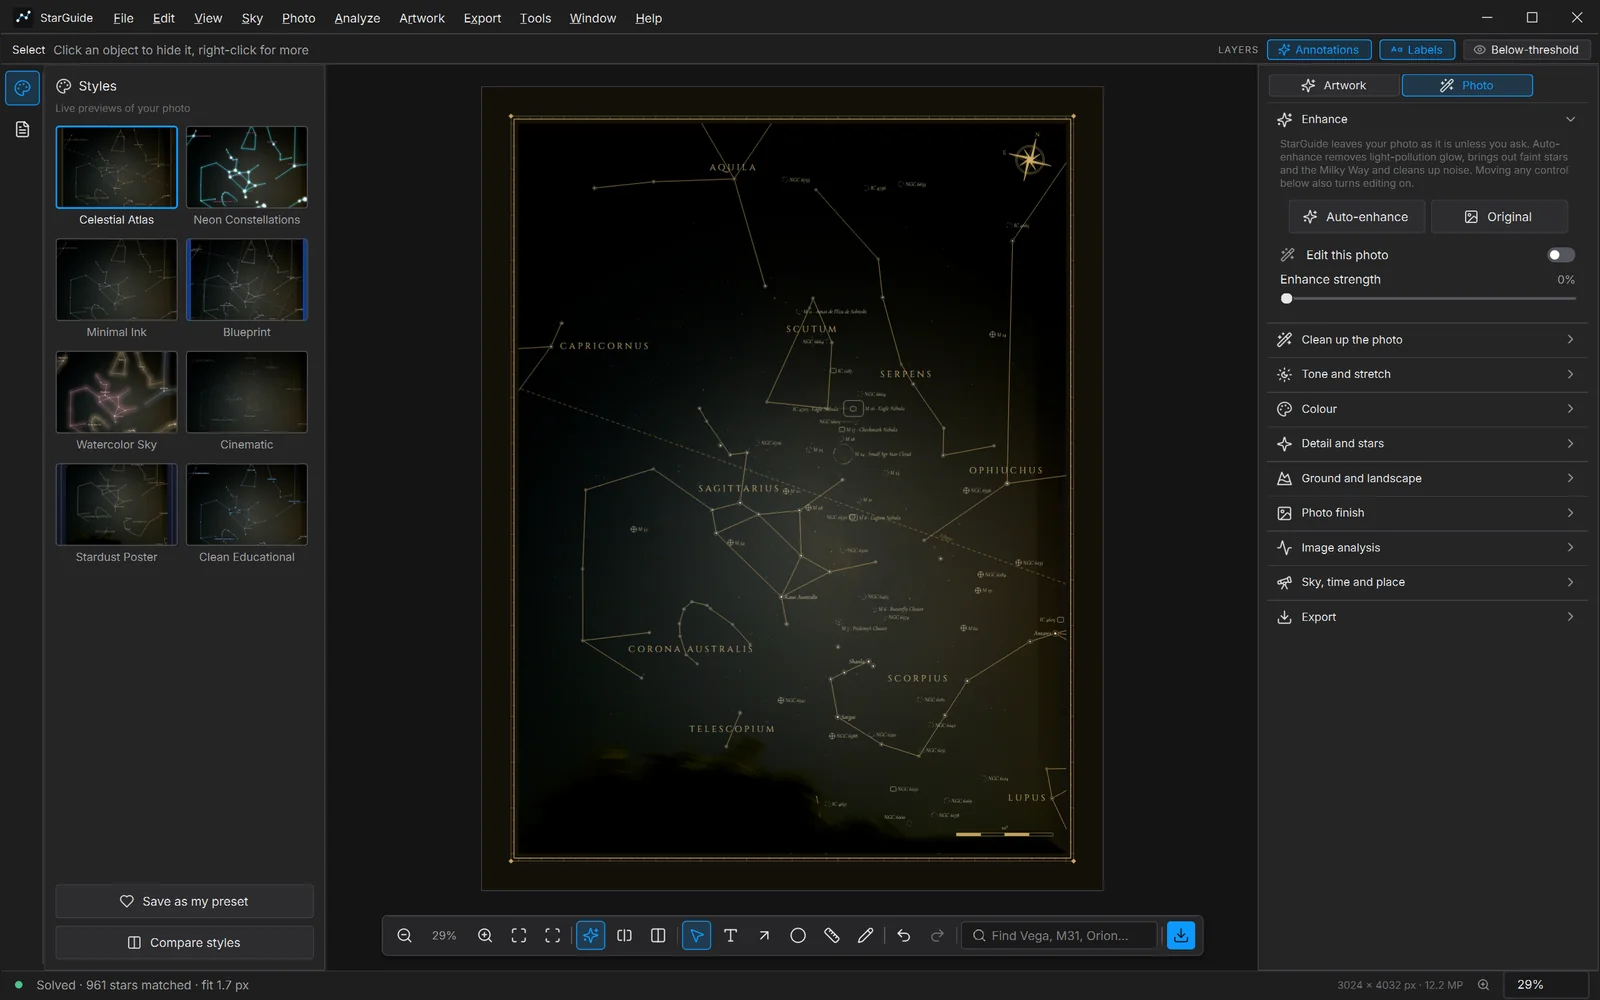 StarGuide File Edit View Sky Photo Analyze Artwork Export Tools Window Help
Select Click an object to hide it, right-click for more
LAYERS Annotations Aa Labels Below-threshold
Styles
Live previews of your photo
Celestial Atlas Neon Constellations
Minimal Ink Blueprint
Watercolor Sky Cinematic
Stardust Poster Clean Educational
Save as my preset
Compare styles
N
E
AQUILA
SCUTUM
CAPRICORNUS
SERPENS
OPHIUCHUS
SAGITTARIUS
Kaus Australis
CORONA AUSTRALIS
Antares
Shaula
SCORPIUS
Sargas
TELESCOPIUM
LUPUS
29%
Find Vega, M31, Orion...
Artwork Photo
Enhance
StarGuide leaves your photo as it is unless you ask. Auto-
enhance removes light-pollution glow, brings out faint stars
and the Milky Way and cleans up noise. Moving any control
below also turns editing on.
Auto-enhance Original
Edit this photo
Enhance strength 0%
Clean up the photo
Tone and stretch
Colour
Detail and stars
Ground and landscape
Photo finish
Image analysis
Sky, time and place
Export
Solved · 961 stars matched · fit 1.7 px
3024 × 4032 px · 12.2 MP 29%